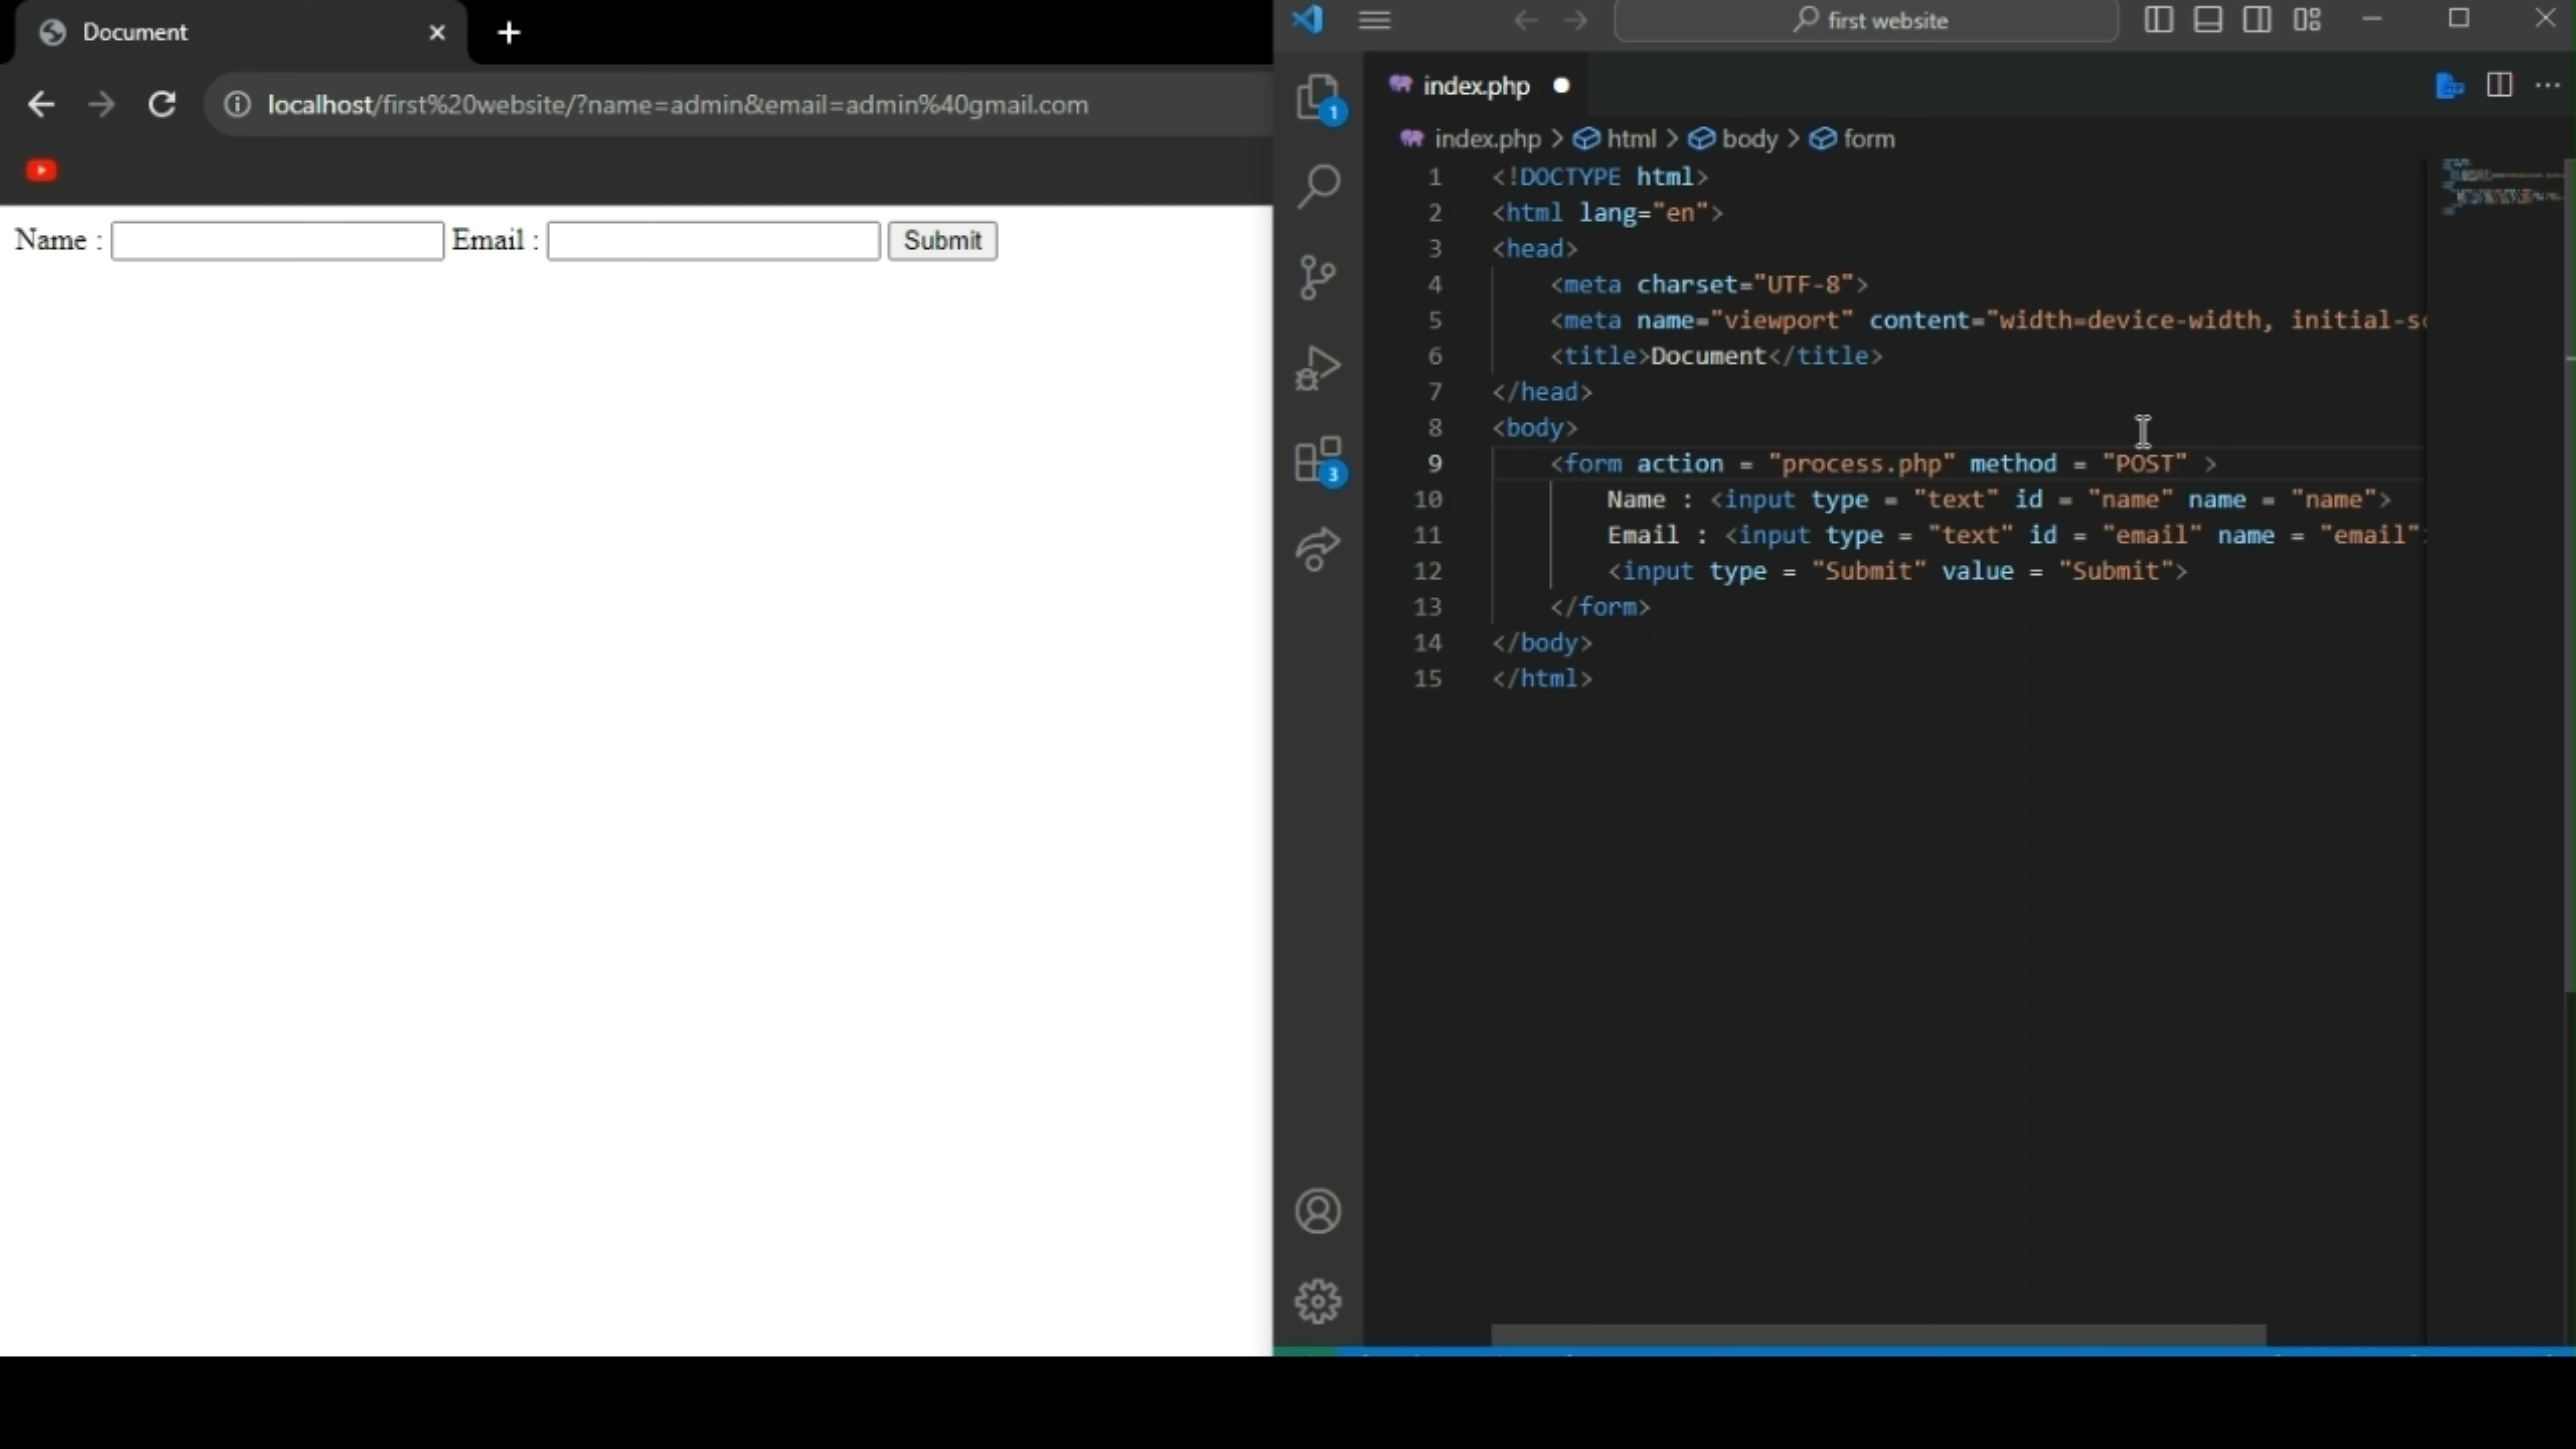 Document
localhost/first%20website/?name=admin&email=admin%40gmail.com
Name :
Email :
Submit
first website
index.php
index.php > html > body > form
1
3
1 <!DOCTYPE html>
2 <html lang="en">
3 <head>
4 <meta charset="UTF-8">
5 <meta name="viewport" content="width=device-width, initial-sc
6 <title>Document</title>
7 </head>
8 <body>
9 <form action = "process.php" method = "POST" >
10 Name : <input type = "text" id = "name" name = "name">
11 Email : <input type = "text" id = "email" name = "email">
12 <input type = "Submit" value = "Submit">
13 </form>
14 </body>
15 </html>